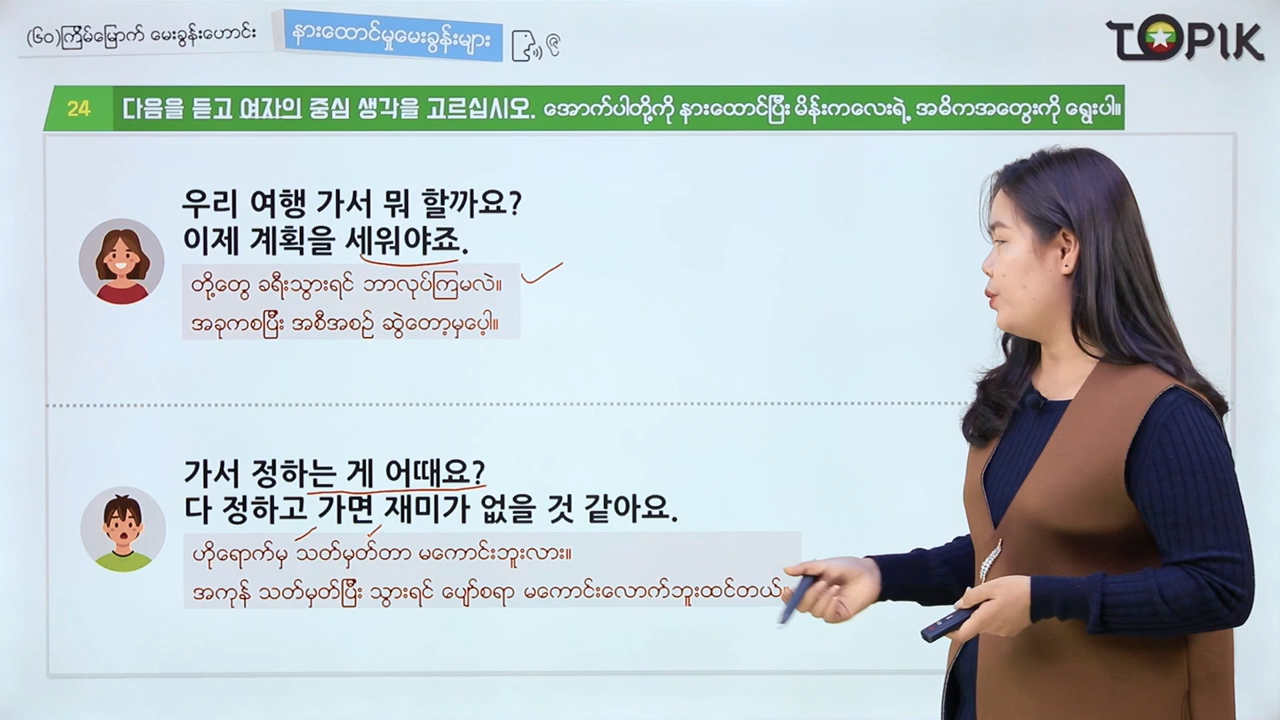 (၆၀)ကြိမ်မြောက် မေးခွန်းဟောင်း
နားထောင်မှုမေးခွန်းများ
TOPIK
24 다음을 듣고 여자의 중심 생각을 고르십시오. အောက်ပါတို့ကို နားထောင်ပြီး မိန်းကလေးရဲ့ အဓိကအတွေးကို ရွေးပါ။
우리 여행 가서 뭐 할까요?
이제 계획을 세워야죠.
တို့တွေ ခရီးသွားရင် ဘာလုပ်ကြမလဲ။
အခုကစပြီး အစီအစဉ် ဆွဲတော့မှပေ့ါ။
가서 정하는 게 어때요?
다 정하고 가면 재미가 없을 것 같아요.
ဟိုရောက်မှ သတ်မှတ်တာ မကောင်းဘူးလား။
အကုန် သတ်မှတ်ပြီး သွားရင် ပျော်စရာ မကောင်းလောက်ဘူးထင်တယ်။